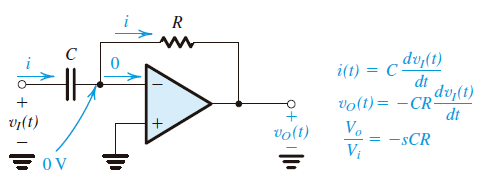 i
R
i
C
0
+
v_I(t)
−
0 V
−
+
+
v_O(t)
−
i(t) = C dv_I(t)/dt
v_O(t) = −CR dv_I(t)/dt
V_o/V_i = −sCR